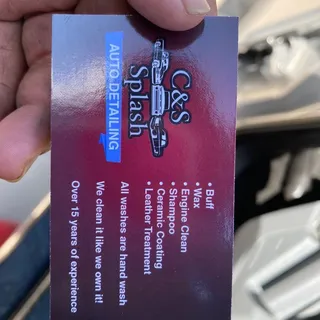 C&S
Splash
AUTO DETAILING
• Buff
• Wax
• Engine Clean
• Shampoo
• Ceramic Coating
• Leather Treatment
All washes are hand wash
We clean it like we own it!
Over 15 years of experience